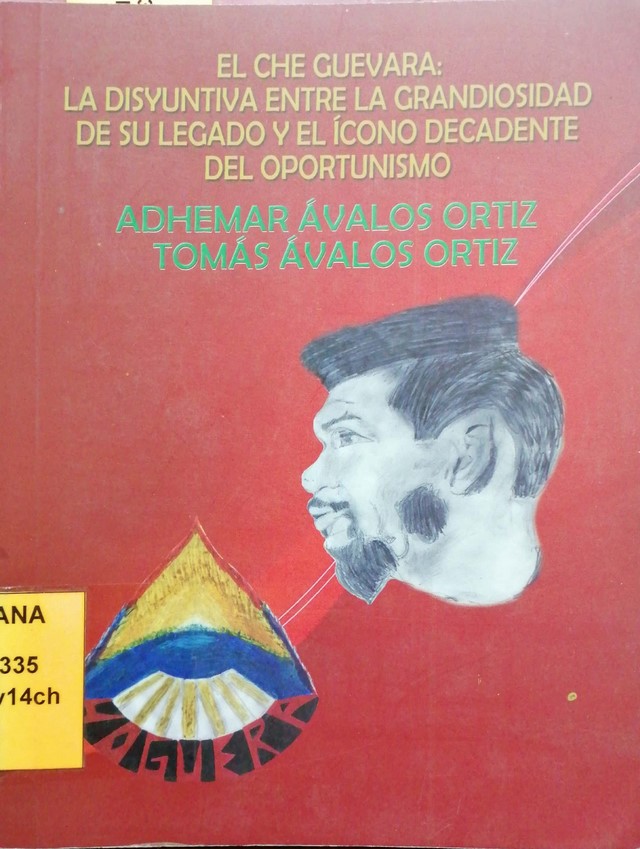 EL CHE GUEVARA:
LA DISYUNTIVA ENTRE LA GRANDIOSIDAD
DE SU LEGADO Y EL ÍCONO DECADENTE
DEL OPORTUNISMO
ADHEMAR ÁVALOS ORTIZ
TOMÁS ÁVALOS ORTIZ
ANA
335
v14ch